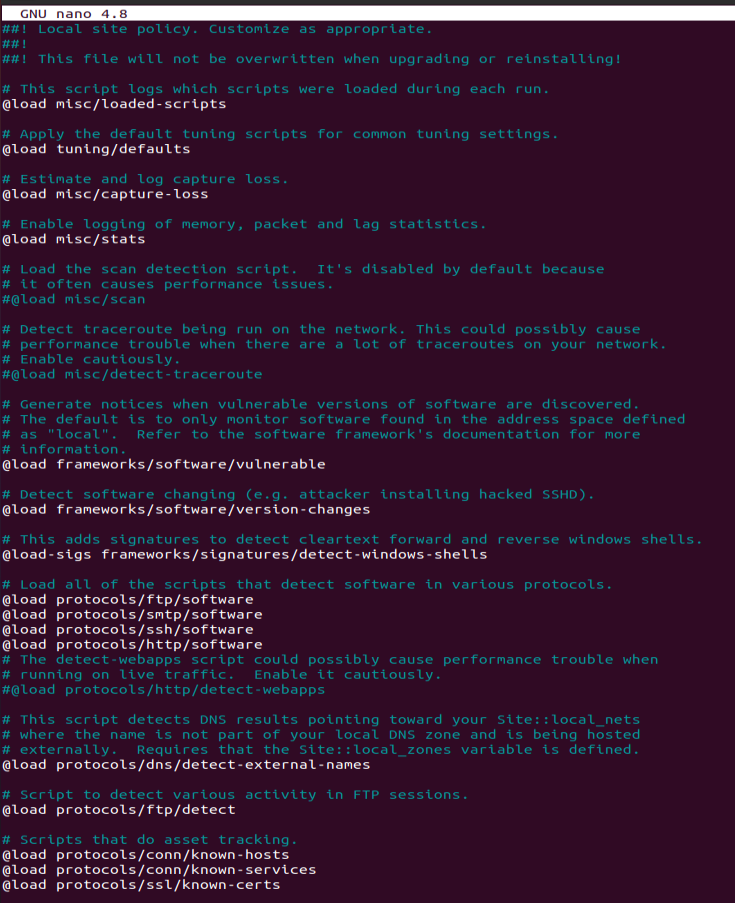 GNU nano 4.8
##! Local site policy. Customize as appropriate.
##!
##! This file will not be overwritten when upgrading or reinstalling!
# This script logs which scripts were loaded during each run.
@load misc/loaded-scripts
# Apply the default tuning scripts for common tuning settings.
@load tuning/defaults
# Estimate and log capture loss.
@load misc/capture-loss
# Enable logging of memory, packet and lag statistics.
@load misc/stats
# Load the scan detection script.  It's disabled by default because
# it often causes performance issues.
#@load misc/scan
# Detect traceroute being run on the network. This could possibly cause
# performance trouble when there are a lot of traceroutes on your network.
# Enable cautiously.
#@load misc/detect-traceroute
# Generate notices when vulnerable versions of software are discovered.
# The default is to only monitor software found in the address space defined
# as "local".  Refer to the software framework's documentation for more
# information.
@load frameworks/software/vulnerable
# Detect software changing (e.g. attacker installing hacked SSHD).
@load frameworks/software/version-changes
# This adds signatures to detect cleartext forward and reverse windows shells.
@load-sigs frameworks/signatures/detect-windows-shells
# Load all of the scripts that detect software in various protocols.
@load protocols/ftp/software
@load protocols/smtp/software
@load protocols/ssh/software
@load protocols/http/software
# The detect-webapps script could possibly cause performance trouble when
# running on live traffic.  Enable it cautiously.
#@load protocols/http/detect-webapps
# This script detects DNS results pointing toward your Site::local_nets
# where the name is not part of your local DNS zone and is being hosted
# externally.  Requires that the Site::local_zones variable is defined.
@load protocols/dns/detect-external-names
# Script to detect various activity in FTP sessions.
@load protocols/ftp/detect
# Scripts that do asset tracking.
@load protocols/conn/known-hosts
@load protocols/conn/known-services
@load protocols/ssl/known-certs